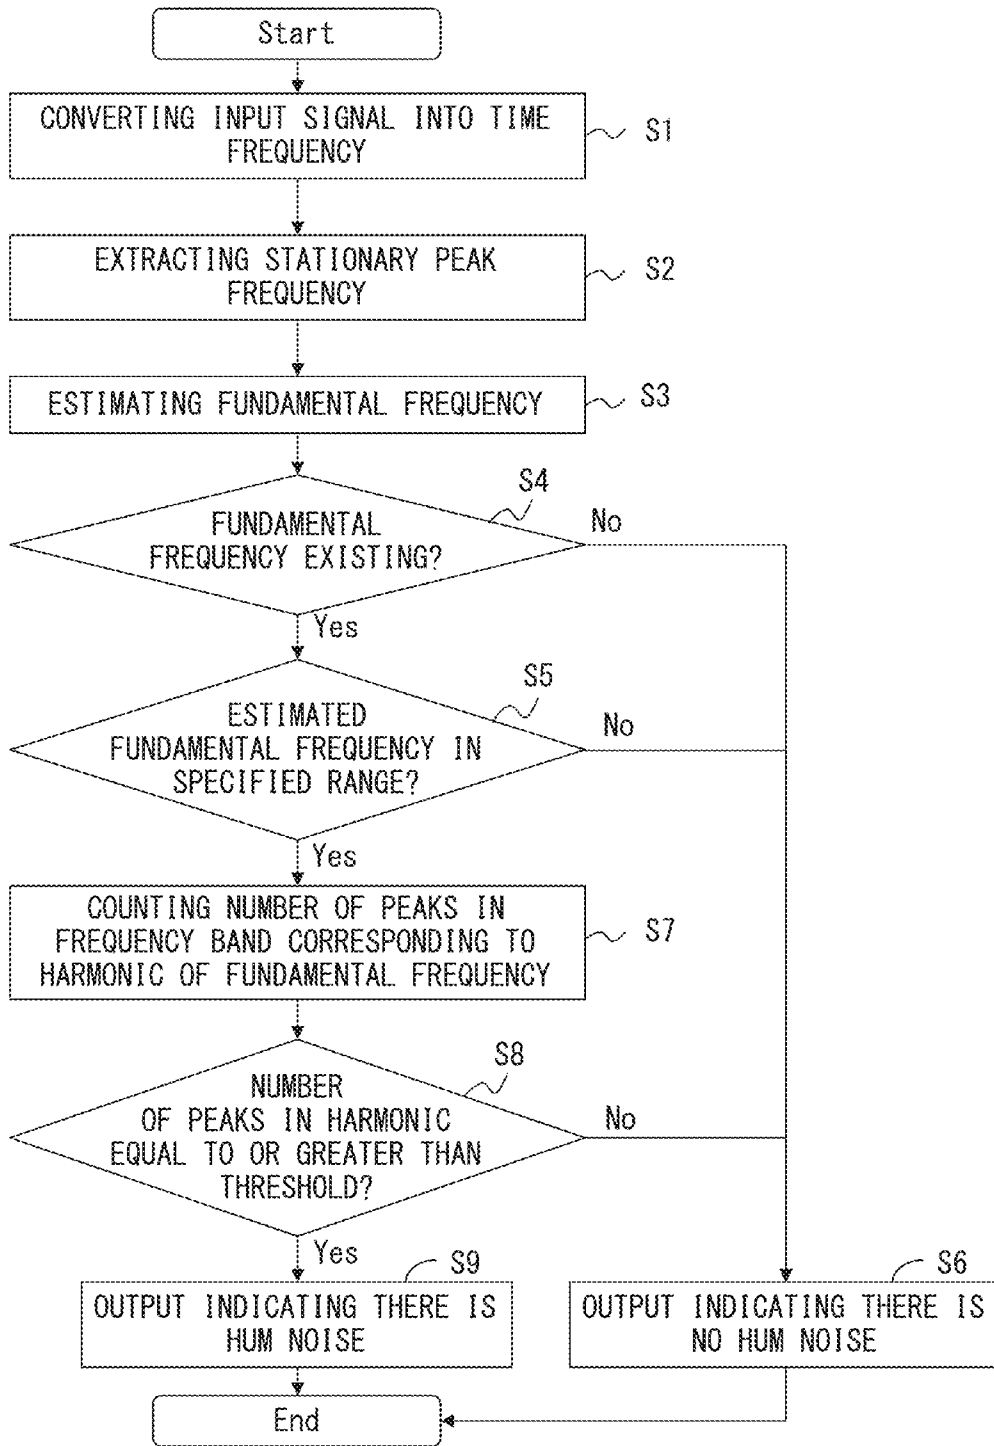 Start
CONVERTING INPUT SIGNAL INTO TIME
FREQUENCY
S1
EXTRACTING STATIONARY PEAK
FREQUENCY
S2
ESTIMATING FUNDAMENTAL FREQUENCY
S3
S4
FUNDAMENTAL
FREQUENCY EXISTING?
No
Yes
S5
ESTIMATED
FUNDAMENTAL FREQUENCY IN
SPECIFIED RANGE?
No
Yes
COUNTING NUMBER OF PEAKS IN
FREQUENCY BAND CORRESPONDING TO
HARMONIC OF FUNDAMENTAL FREQUENCY
S7
S8
NUMBER
OF PEAKS IN HARMONIC
EQUAL TO OR GREATER THAN
THRESHOLD?
No
Yes
S9
OUTPUT INDICATING THERE IS
HUM NOISE
S6
OUTPUT INDICATING THERE IS
NO HUM NOISE
End